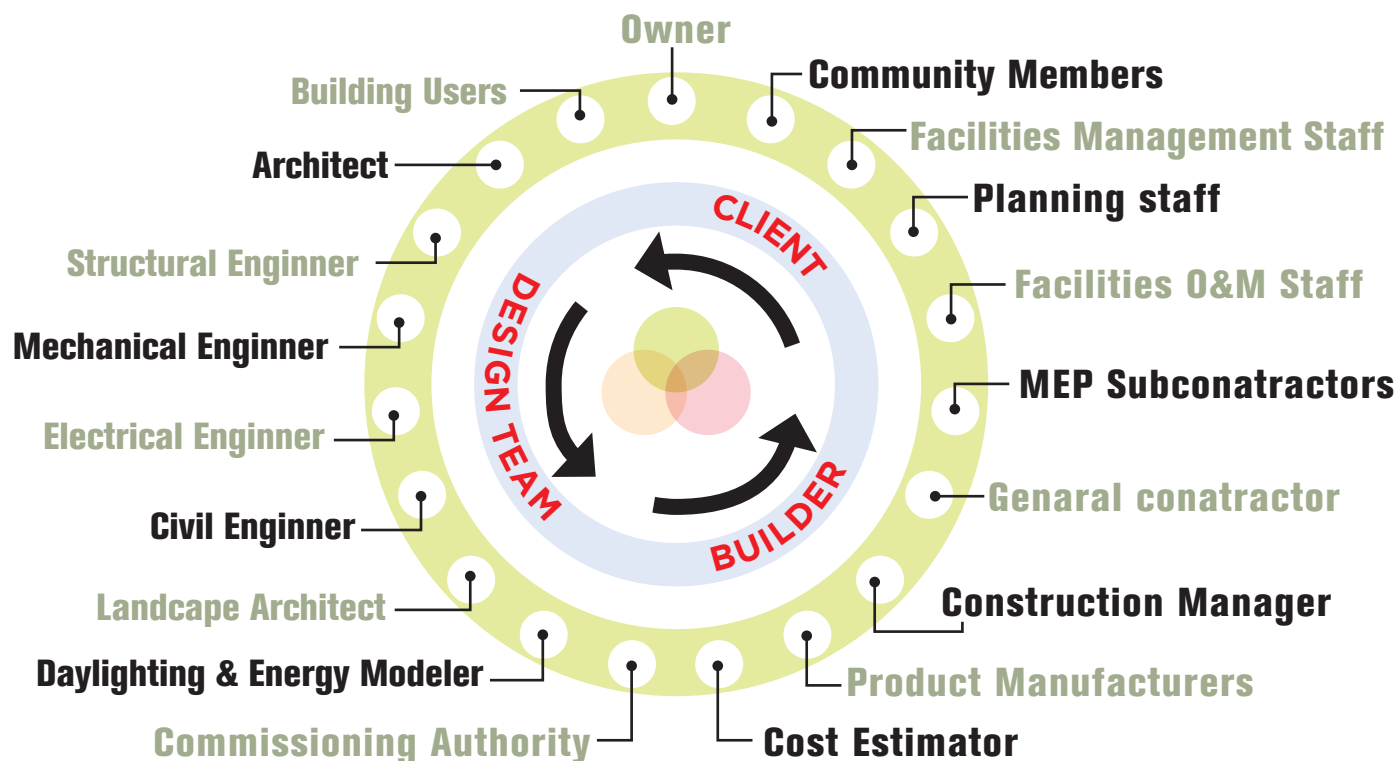 Owner
Community Members
Building Users
Facilities Management Staff
Architect
Planning staff
CLIENT
Structural Enginner
Facilities O&M Staff
DESIGN TEAM
Mechanical Enginner
MEP Subconatractors
Electrical Enginner
Genaral conatractor
Civil Enginner
BUILDER
Landcape Architect
Construction Manager
Daylighting & Energy Modeler
Product Manufacturers
Commissioning Authority
Cost Estimator